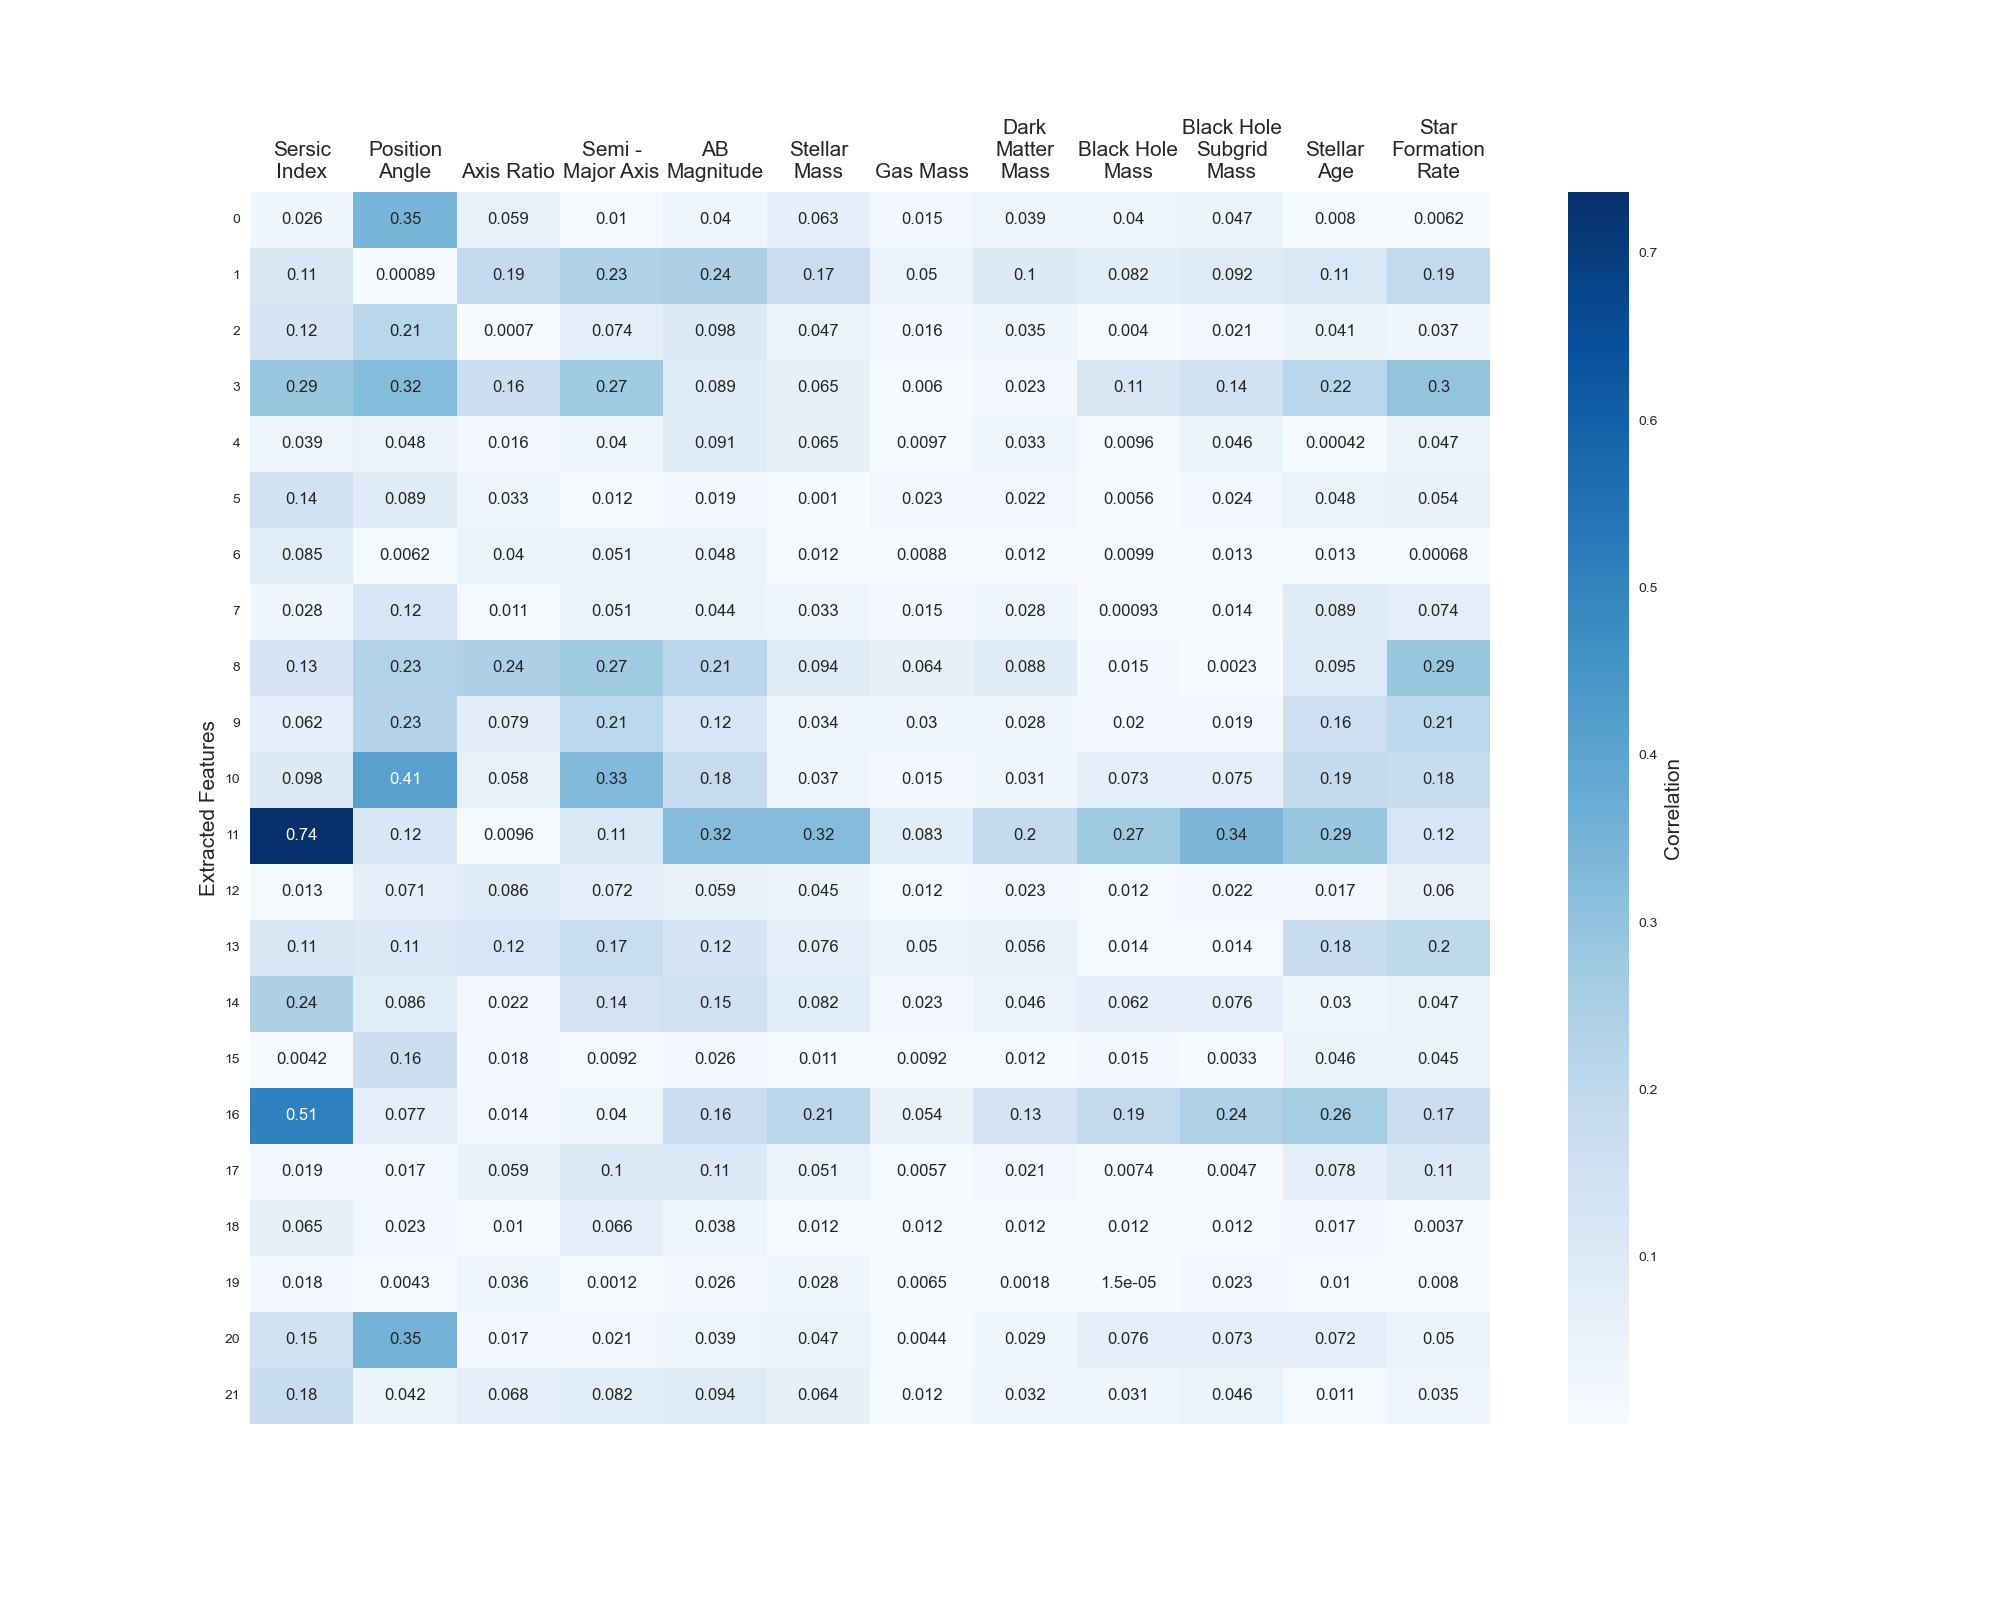 Dark Black Hole Star
Sersic Position Semi - AB Stellar Matter Black Hole Subgrid Stellar Formation
Index Angle Axis Ratio Major Axis Magnitude Mass Gas Mass Mass Mass Mass Age Rate
0 0.026 0.35 0.059 0.01 0.04 0.063 0.015 0.039 0.04 0.047 0.008 0.0062
1 0.11 0.00089 0.19 0.23 0.24 0.17 0.05 0.1 0.082 0.092 0.11 0.19
2 0.12 0.21 0.0007 0.074 0.098 0.047 0.016 0.035 0.004 0.021 0.041 0.037
3 0.29 0.32 0.16 0.27 0.089 0.065 0.006 0.023 0.11 0.14 0.22 0.3
4 0.039 0.048 0.016 0.04 0.091 0.065 0.0097 0.033 0.0096 0.046 0.00042 0.047
5 0.14 0.089 0.033 0.012 0.019 0.001 0.023 0.022 0.0056 0.024 0.048 0.054
6 0.085 0.0062 0.04 0.051 0.048 0.012 0.0088 0.012 0.0099 0.013 0.013 0.00068
7 0.028 0.12 0.011 0.051 0.044 0.033 0.015 0.028 0.00093 0.014 0.089 0.074
8 0.13 0.23 0.24 0.27 0.21 0.094 0.064 0.088 0.015 0.0023 0.095 0.29
9 0.062 0.23 0.079 0.21 0.12 0.034 0.03 0.028 0.02 0.019 0.16 0.21
10 0.098 0.41 0.058 0.33 0.18 0.037 0.015 0.031 0.073 0.075 0.19 0.18
11 0.74 0.12 0.0096 0.11 0.32 0.32 0.083 0.2 0.27 0.34 0.29 0.12
12 0.013 0.071 0.086 0.072 0.059 0.045 0.012 0.023 0.012 0.022 0.017 0.06
13 0.11 0.11 0.12 0.17 0.12 0.076 0.05 0.056 0.014 0.014 0.18 0.2
14 0.24 0.086 0.022 0.14 0.15 0.082 0.023 0.046 0.062 0.076 0.03 0.047
15 0.0042 0.16 0.018 0.0092 0.026 0.011 0.0092 0.012 0.015 0.0033 0.046 0.045
16 0.51 0.077 0.014 0.04 0.16 0.21 0.054 0.13 0.19 0.24 0.26 0.17
17 0.019 0.017 0.059 0.1 0.11 0.051 0.0057 0.021 0.0074 0.0047 0.078 0.11
18 0.065 0.023 0.01 0.066 0.038 0.012 0.012 0.012 0.012 0.012 0.017 0.0037
19 0.018 0.0043 0.036 0.0012 0.026 0.028 0.0065 0.0018 1.5e-05 0.023 0.01 0.008
20 0.15 0.35 0.017 0.021 0.039 0.047 0.0044 0.029 0.076 0.073 0.072 0.05
21 0.18 0.042 0.068 0.082 0.094 0.064 0.012 0.032 0.031 0.046 0.011 0.035
Extracted Features
0.7
0.6
0.5
0.4
0.3
0.2
0.1
Correlation